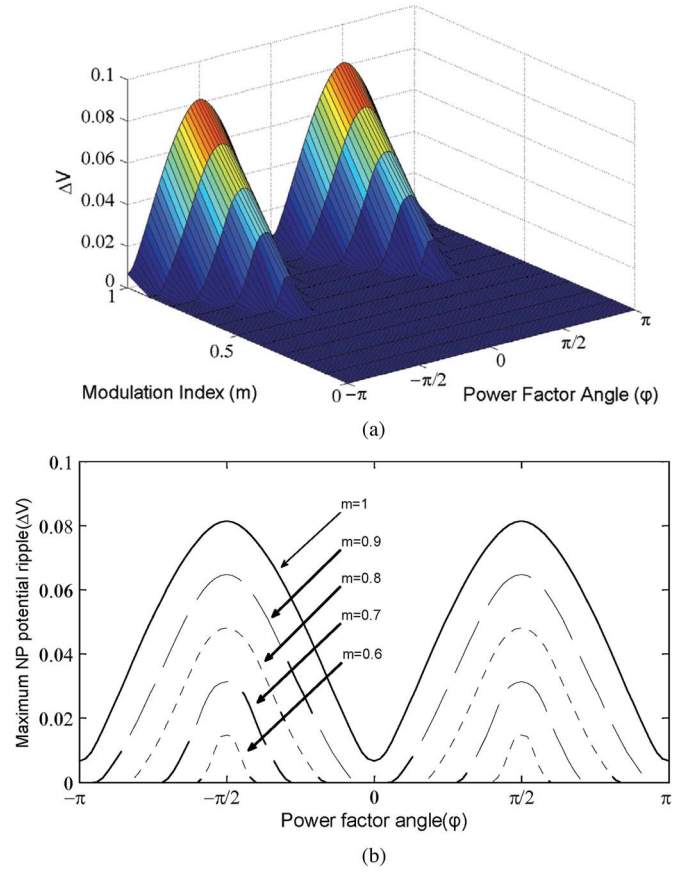 0.1
0.08
0.06
0.04
0.02
0
ΔV
1
0.5
0
−π
−π/2
0
π/2
π
Modulation Index (m)
Power Factor Angle (φ)
(a)
0.1
0.08
0.06
0.04
0.02
0
Maximum NP potential ripple(ΔV)
m=1
m=0.9
m=0.8
m=0.7
m=0.6
−π
−π/2
0
π/2
π
Power factor angle(φ)
(b)